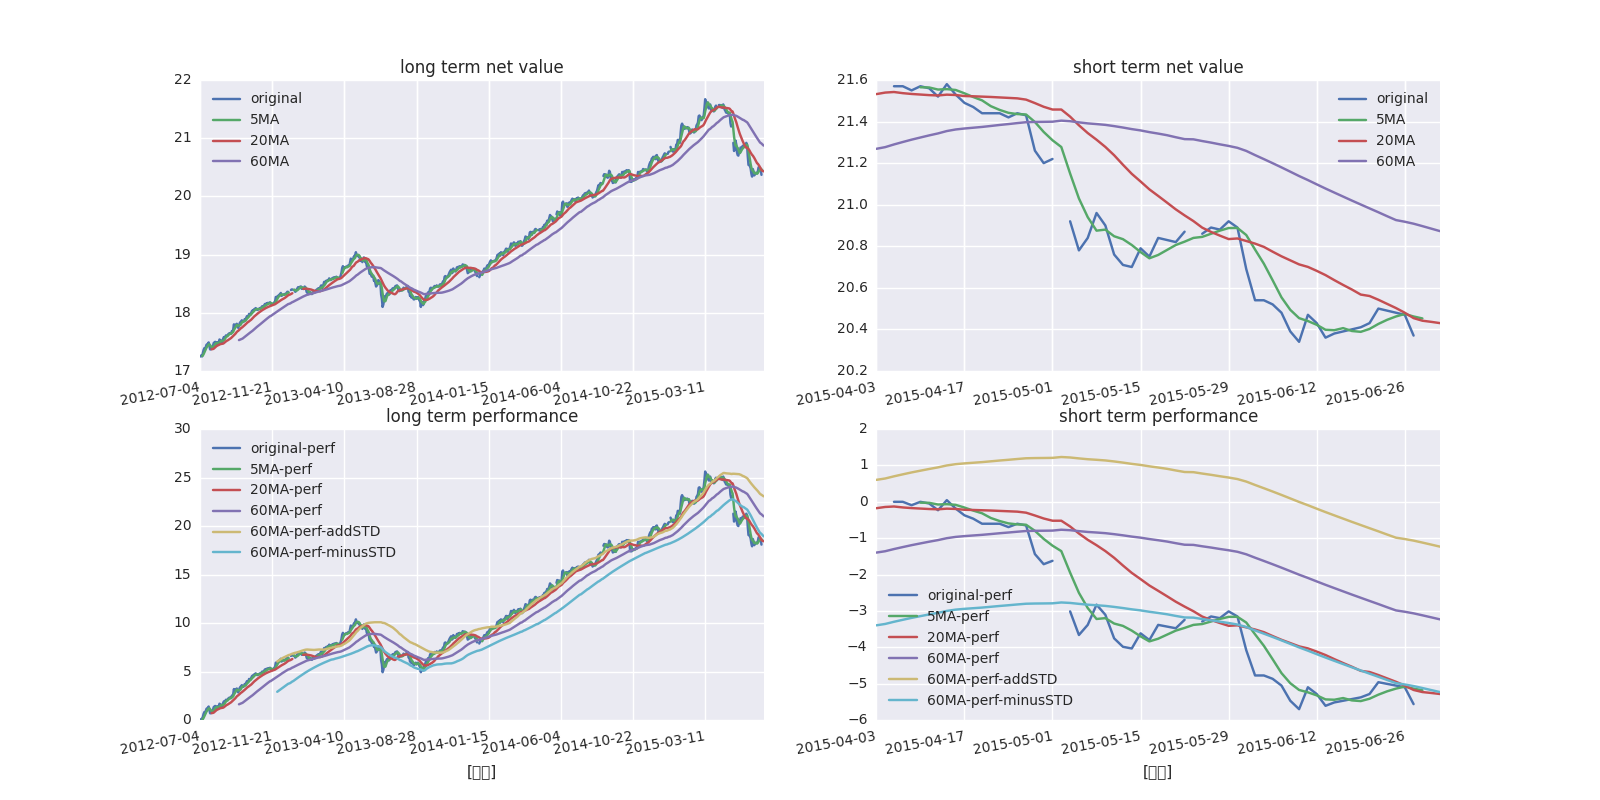 long term net value
22
21
20
19
18
17
original
5MA
20MA
60MA
2012-07-04
2012-11-21
2013-04-10
2013-08-28
2014-01-15
2014-06-04
2014-10-22
2015-03-11
short term net value
21.6
21.4
21.2
21.0
20.8
20.6
20.4
20.2
original
5MA
20MA
60MA
2015-04-03
2015-04-17
2015-05-01
2015-05-15
2015-05-29
2015-06-12
2015-06-26
long term performance
30
25
20
15
10
5
0
original-perf
5MA-perf
20MA-perf
60MA-perf
60MA-perf-addSTD
60MA-perf-minusSTD
2012-07-04
2012-11-21
2013-04-10
2013-08-28
2014-01-15
2014-06-04
2014-10-22
2015-03-11
[▯▯]
short term performance
2
1
0
−1
−2
−3
−4
−5
−6
original-perf
5MA-perf
20MA-perf
60MA-perf
60MA-perf-addSTD
60MA-perf-minusSTD
2015-04-03
2015-04-17
2015-05-01
2015-05-15
2015-05-29
2015-06-12
2015-06-26
[▯▯]